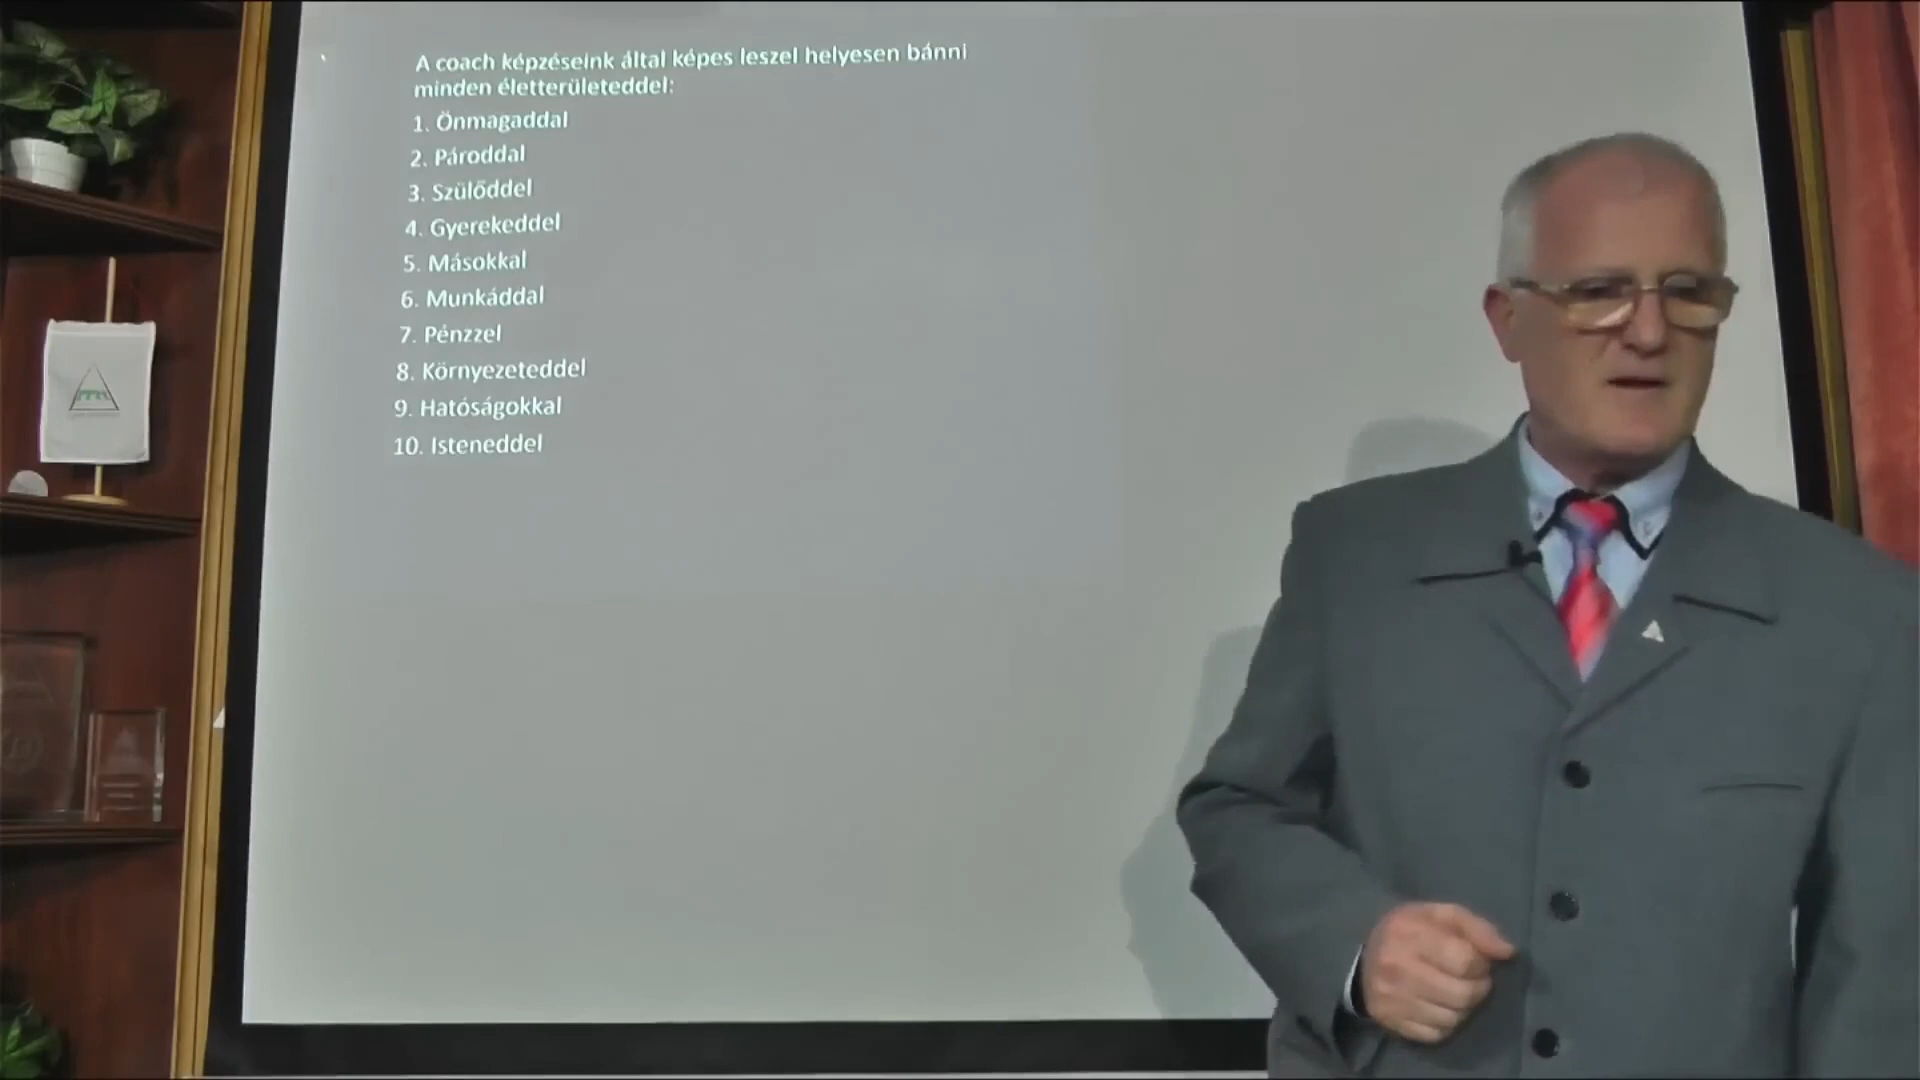 A coach képzéseink által képes leszel helyesen bánni
minden életterületeddel:
1. Önmagaddal
2. Pároddal
3. Szülőddel
4. Gyerekeddel
5. Másokkal
6. Munkáddal
7. Pénzzel
8. Környezeteddel
9. Hatóságokkal
10. Isteneddel